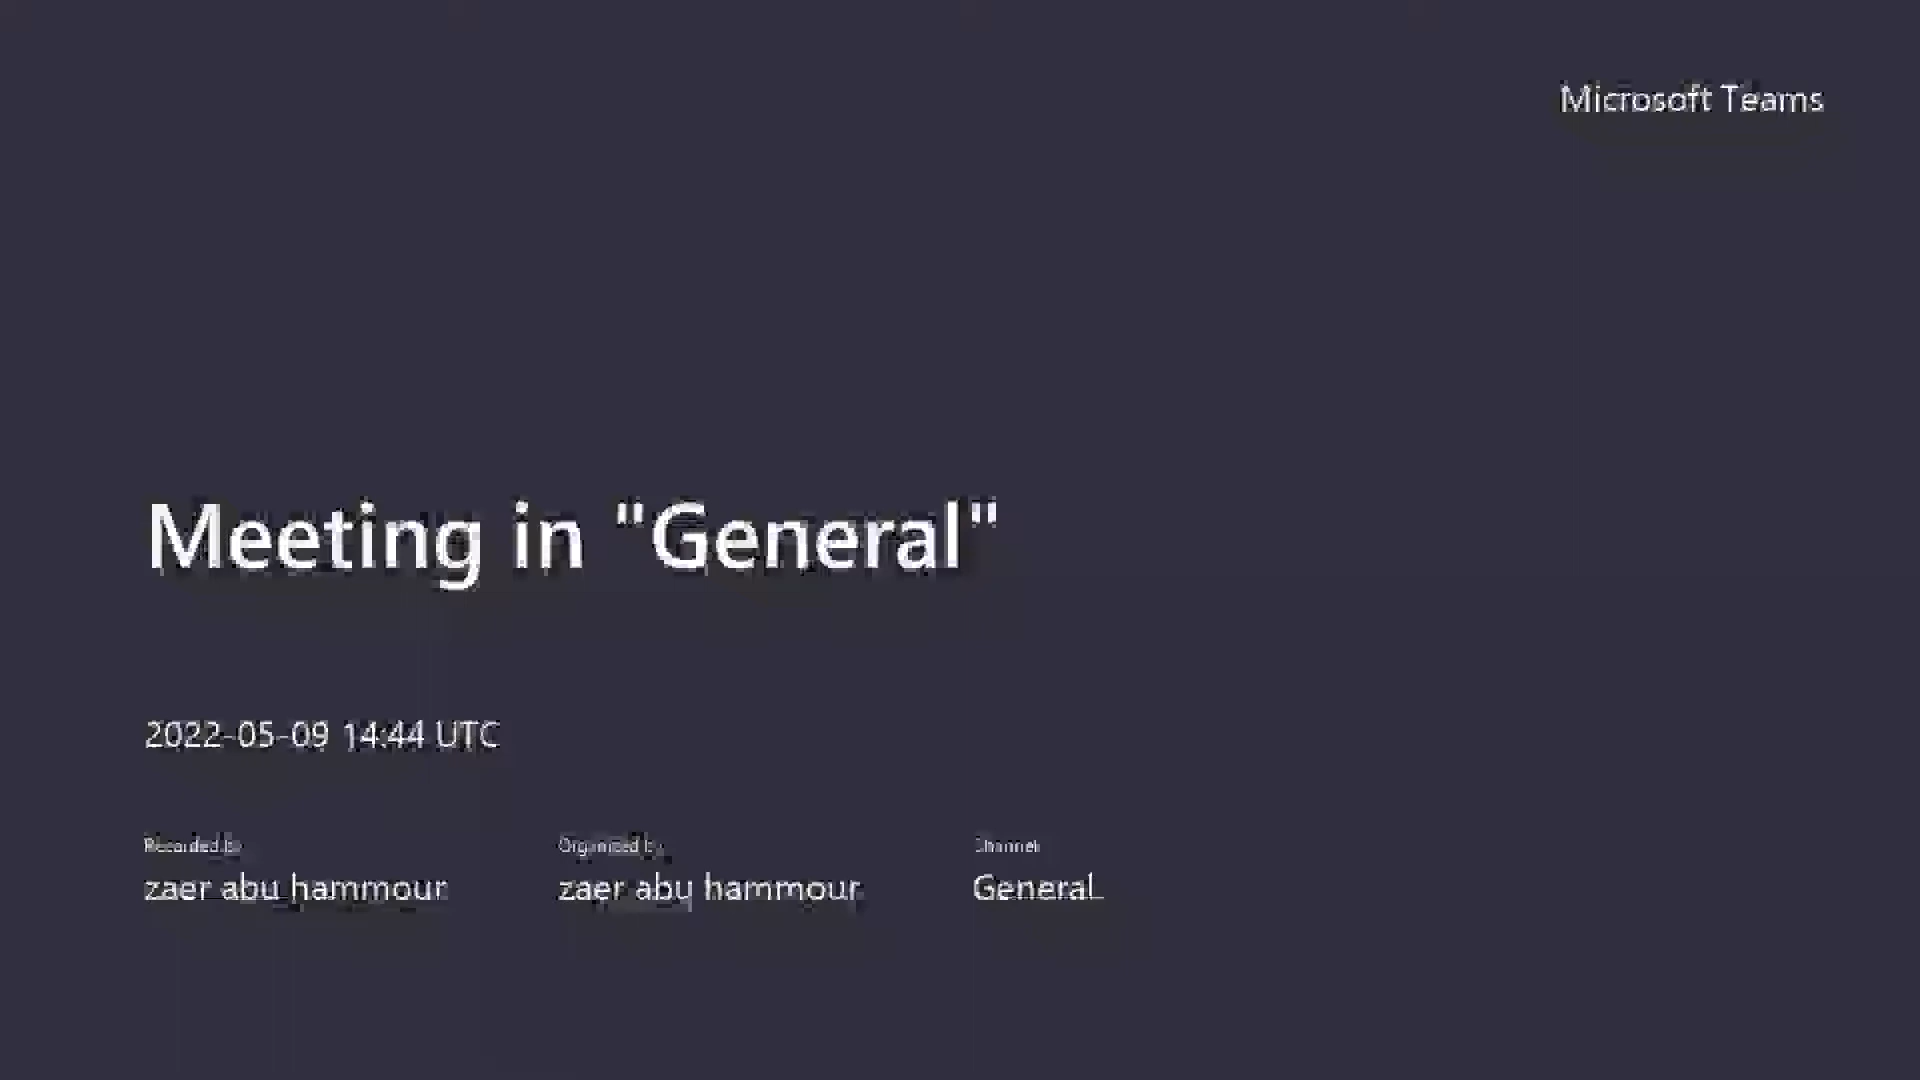 Microsoft Teams
Meeting in "General"
2022-05-09 14:44 UTC
Recorded by
Organized by
Channel
zaer abu hammour
zaer abu hammour
General